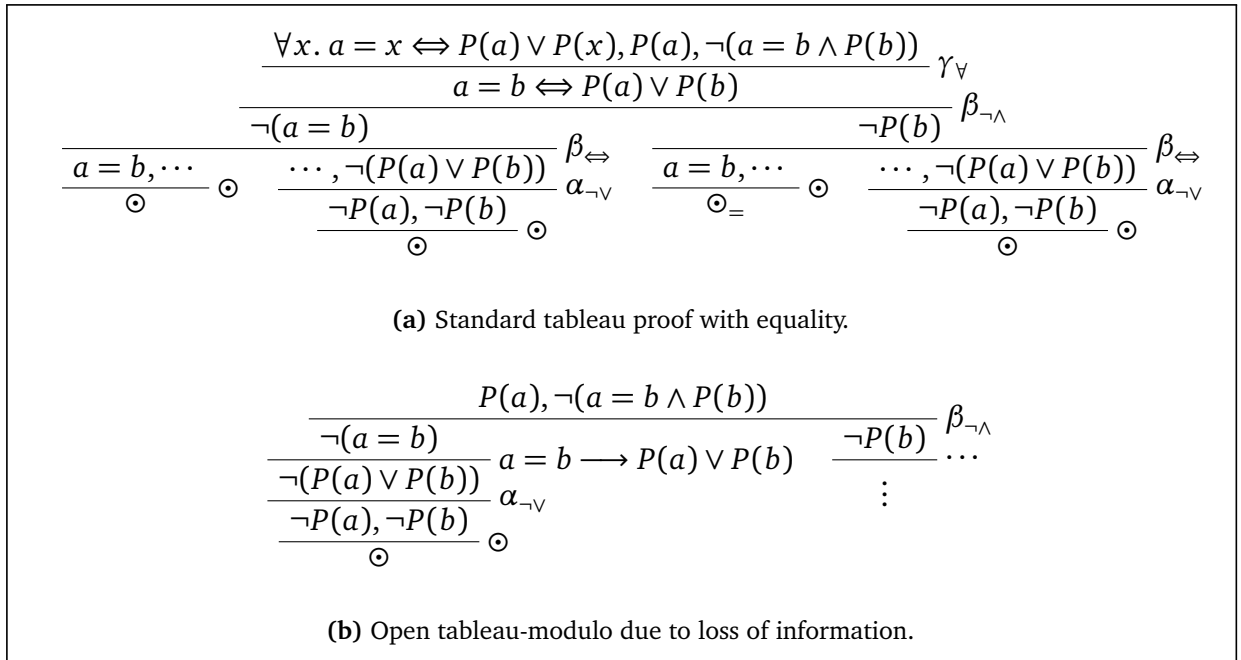 ∀x. a = x ⇔ P(a) ∨ P(x), P(a), ¬(a = b ∧ P(b)) γ∀
a = b ⇔ P(a) ∨ P(b) β¬∧
¬(a = b) β⇔ ¬P(b) β⇔
a = b, ⋯ ⊙ ⋯ , ¬(P(a) ∨ P(b)) α¬∨ a = b, ⋯ ⊙ ⋯ , ¬(P(a) ∨ P(b)) α¬∨
⊙ ¬P(a), ¬P(b) ⊙ ⊙= ¬P(a), ¬P(b) ⊙
⊙ ⊙
(a) Standard tableau proof with equality.
P(a), ¬(a = b ∧ P(b)) β¬∧
¬(a = b) a = b ⟶ P(a) ∨ P(b) ¬P(b) ⋯
¬(P(a) ∨ P(b)) α¬∨ ⋮
¬P(a), ¬P(b) ⊙
⊙
(b) Open tableau-modulo due to loss of information.